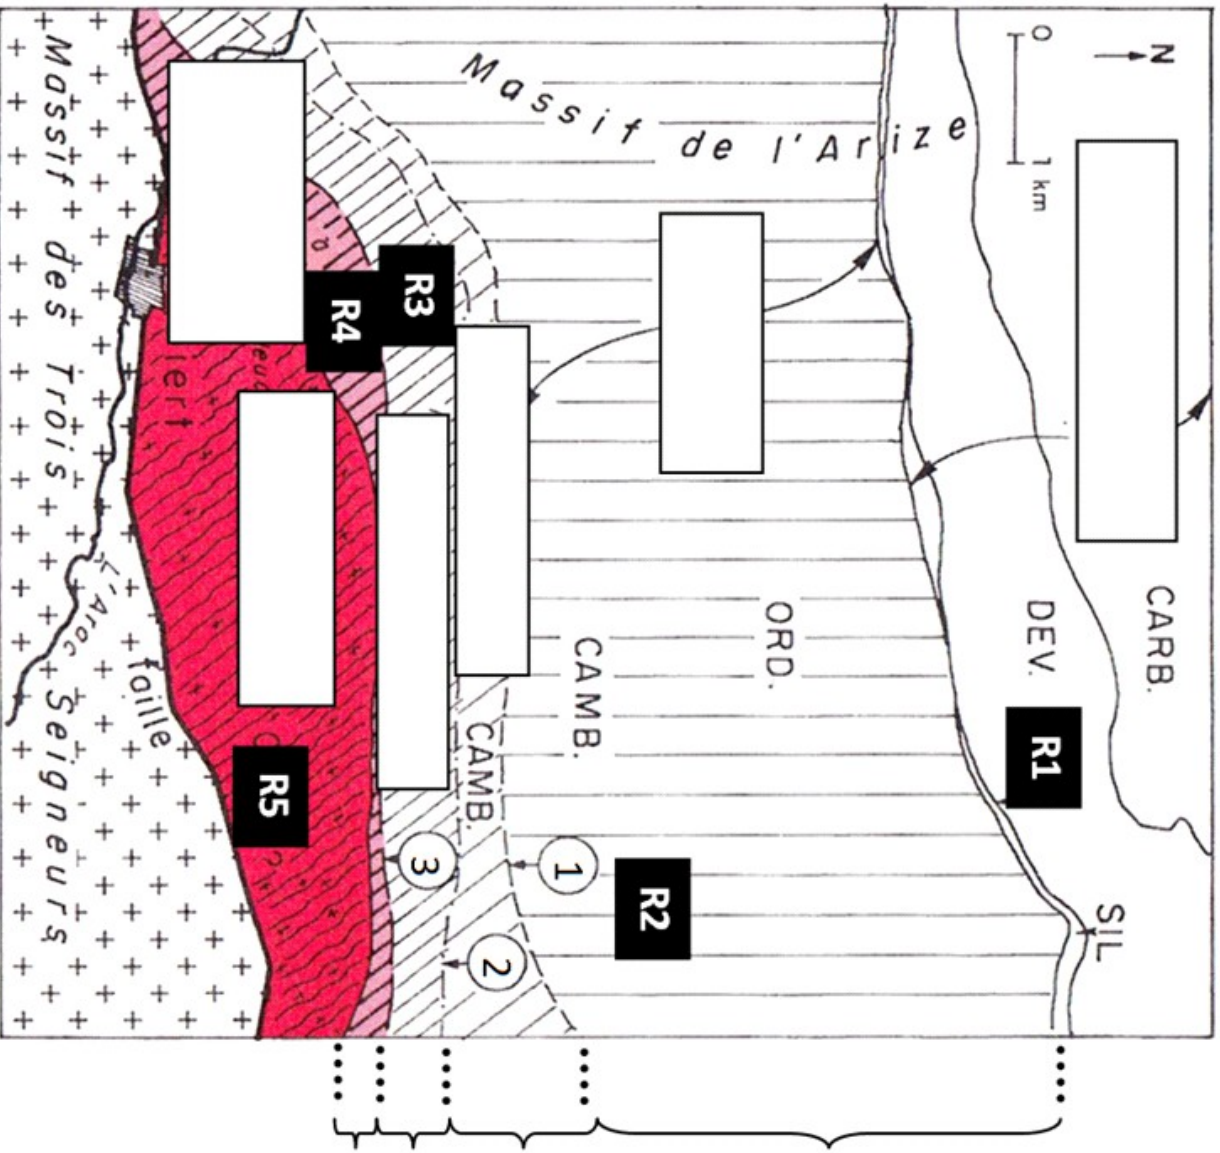 N
0 1 km
CARB.
SIL
DEV.
R1
Massif de l'Arize
ORD.
R2
CAMB.
1
2
CAMB.
3
R3
R4
R5
faille
L'Arac
Massif des Trois Seigneurs